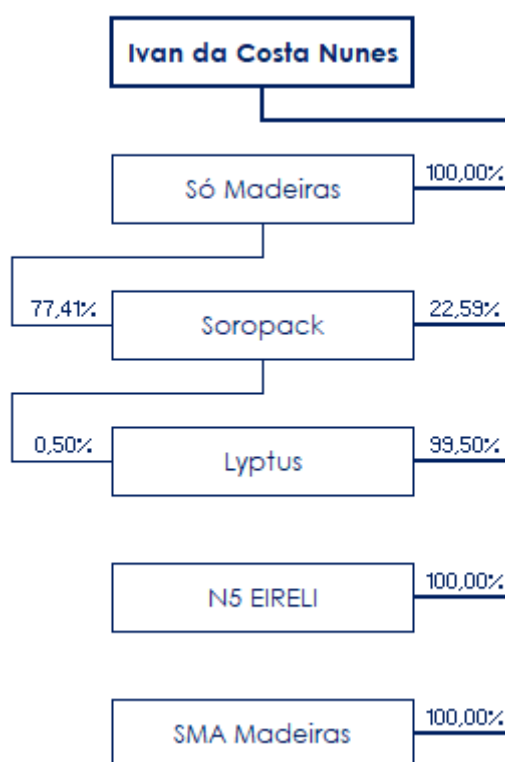 Ivan da Costa Nunes
Só Madeiras
100,00%
77,41%
Soropack
22,59%
0,50%
Lyptus
99,50%
N5 EIRELI
100,00%
SMA Madeiras
100,00%